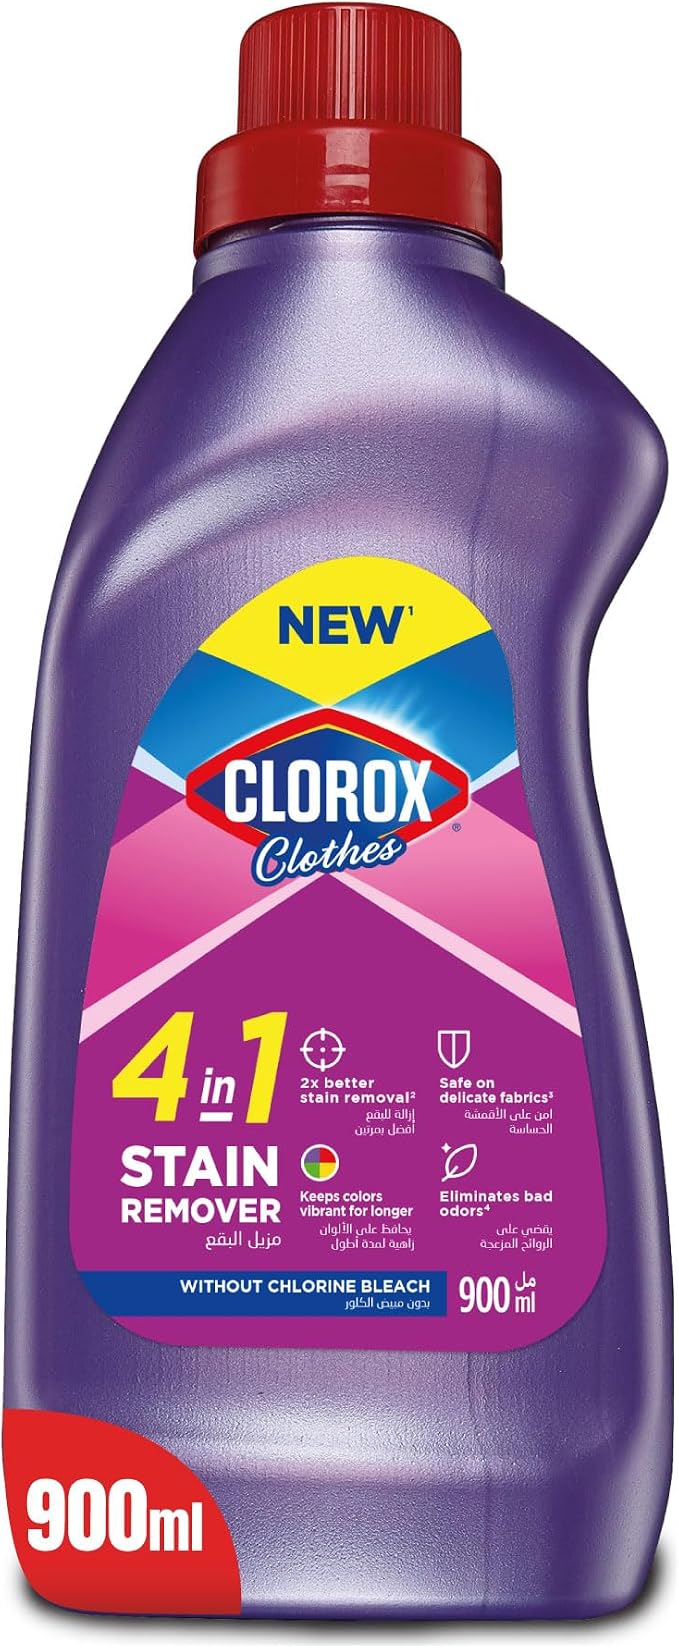 NEW¹
CLOROX®
Clothes
4 in 1
STAIN
REMOVER
مزيل البقع
2x better
stain removal²
إزالة للبقع
أفضل بمرتين
Safe on
delicate fabrics³
امن على الأقمشة
الحساسة
Keeps colors
vibrant for longer
يحافظ على الألوان
زاهية لمدة أطول
Eliminates bad
odors⁴
يقضي على
الروائح المزعجة
WITHOUT CHLORINE BLEACH
بدون مبيض الكلور
900 مل ml
900ml